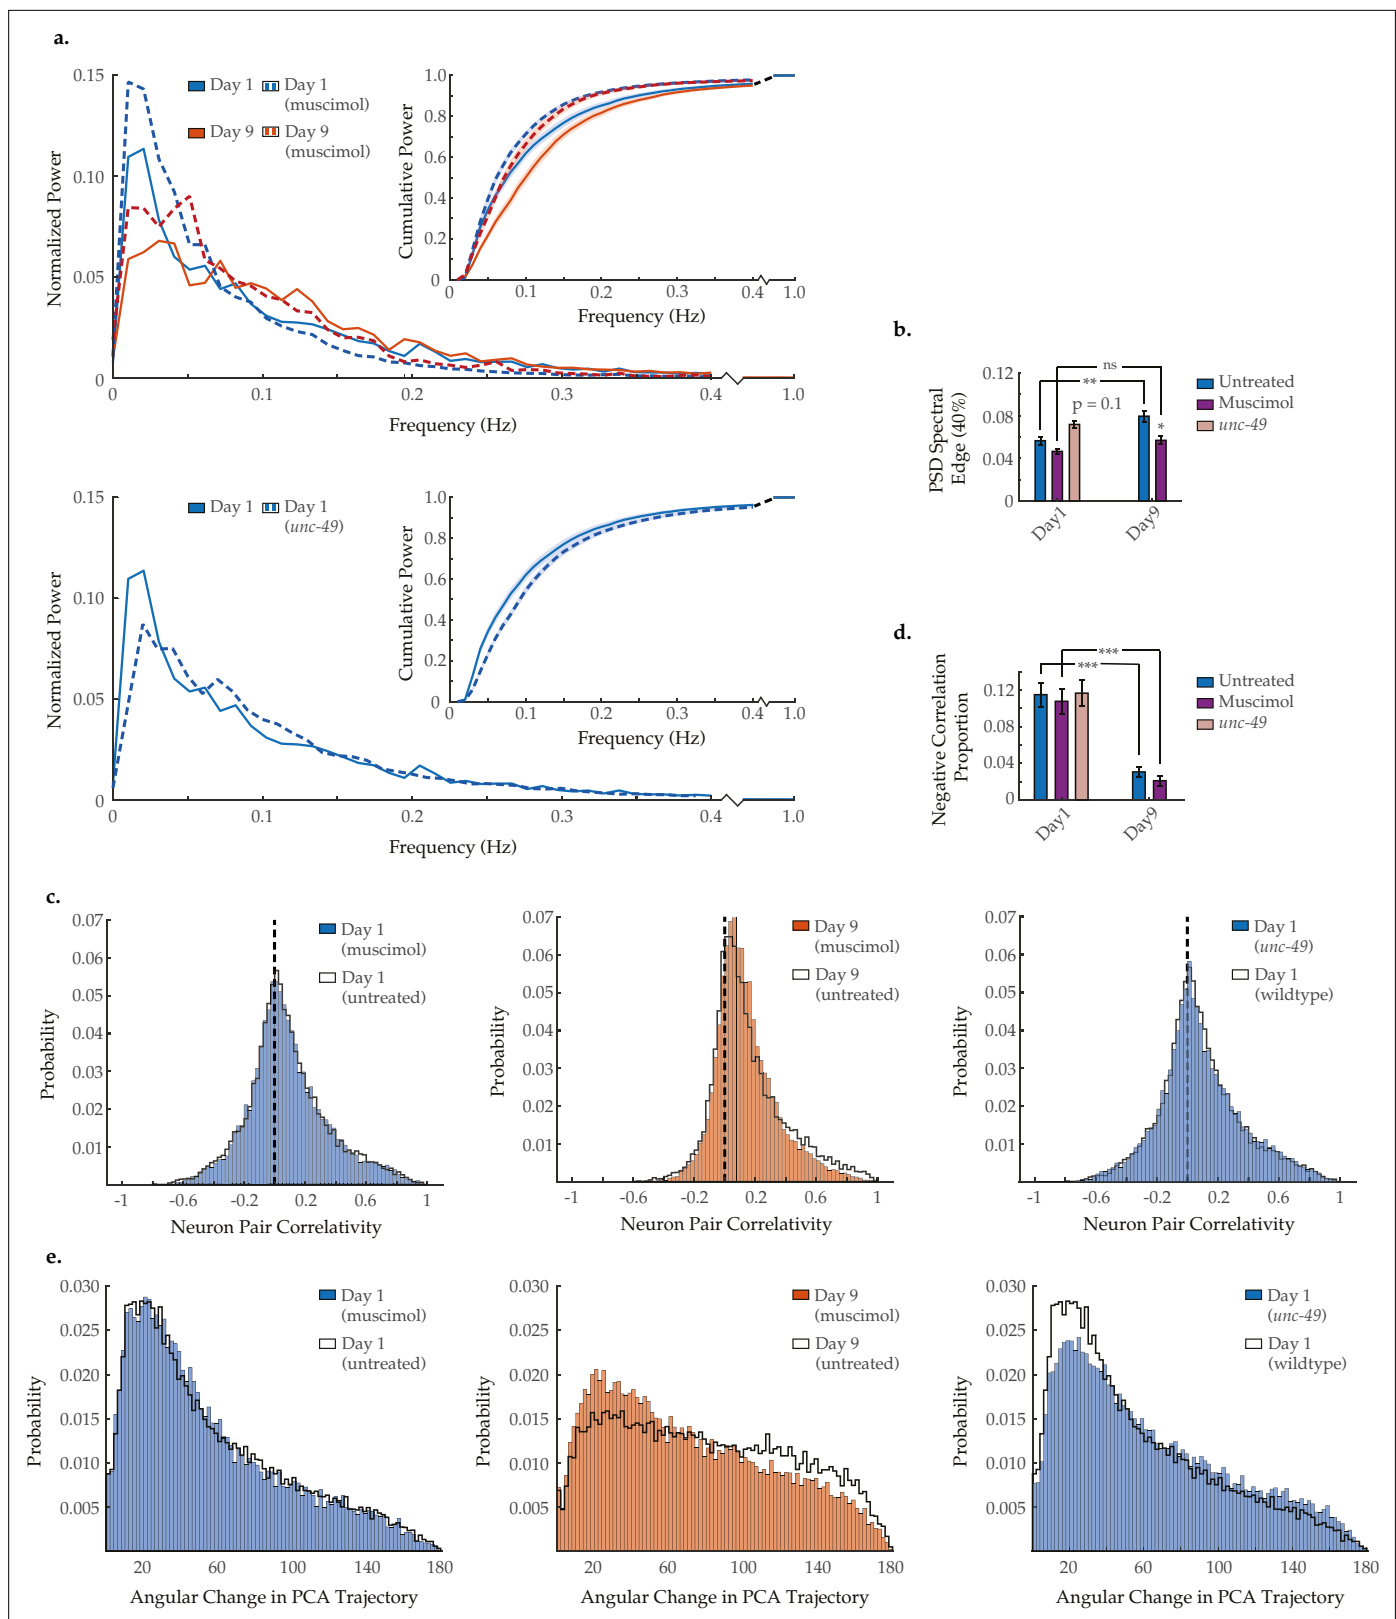 a.
0.15
0.10
0.05
0
Normalized Power
Day 1
Day 1
(muscimol)
Day 9
Day 9
(muscimol)
0
0.1
0.2
0.3
0.4
1.0
Frequency (Hz)
1.0
0.8
0.6
0.4
0.2
0
Cumulative Power
0
0.1
0.2
0.3
0.4
1.0
Frequency (Hz)
0.15
0.10
0.05
0
Normalized Power
Day 1
Day 1
(unc-49)
0
0.1
0.2
0.3
0.4
1.0
Frequency (Hz)
1.0
0.8
0.6
0.4
0.2
0
Cumulative Power
0
0.1
0.2
0.3
0.4
1.0
Frequency (Hz)
b.
0.12
0.08
0.04
0
PSD Spectral
Edge (40%)
ns
**
p = 0.1
*
Day1
Day9
Untreated
Muscimol
unc-49
d.
0.12
0.08
0.04
0
Negative Correlation
Proportion
***
***
Day1
Day9
Untreated
Muscimol
unc-49
c.
0.07
0.06
0.05
0.04
0.03
0.02
0.01
Probability
Day 1
(muscimol)
Day 1
(untreated)
-1
-0.6
-0.2
0.2
0.6
1
Neuron Pair Correlativity
0.07
0.06
0.05
0.04
0.03
0.02
0.01
Probability
Day 9
(muscimol)
Day 9
(untreated)
-1
-0.6
-0.2
0.2
0.6
1
Neuron Pair Correlativity
0.07
0.06
0.05
0.04
0.03
0.02
0.01
Probability
Day 1
(unc-49)
Day 1
(wildtype)
-1
-0.6
-0.2
0.2
0.6
1
Neuron Pair Correlativity
e.
0.030
0.025
0.020
0.015
0.010
0.005
Probability
Day 1
(muscimol)
Day 1
(untreated)
20
60
100
140
180
Angular Change in PCA Trajectory
0.030
0.025
0.020
0.015
0.010
0.005
Probability
Day 9
(muscimol)
Day 9
(untreated)
20
60
100
140
180
Angular Change in PCA Trajectory
0.030
0.025
0.020
0.015
0.010
0.005
Probability
Day 1
(unc-49)
Day 1
(wildtype)
20
60
100
140
180
Angular Change in PCA Trajectory